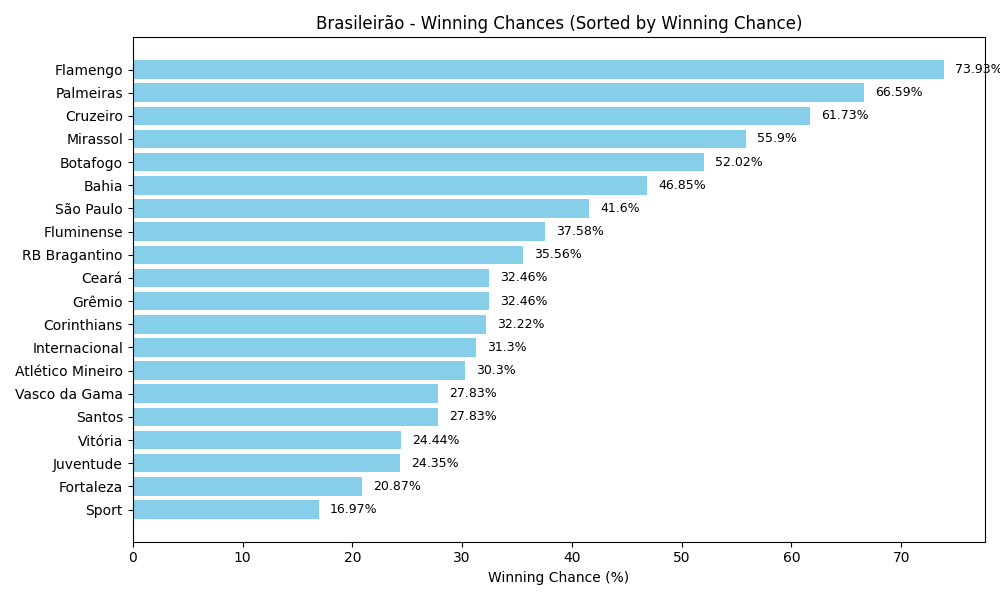 Brasileirão - Winning Chances (Sorted by Winning Chance)
Flamengo 73.93%
Palmeiras 66.59%
Cruzeiro 61.73%
Mirassol 55.9%
Botafogo 52.02%
Bahia 46.85%
São Paulo 41.6%
Fluminense 37.58%
RB Bragantino 35.56%
Ceará 32.46%
Grêmio 32.46%
Corinthians 32.22%
Internacional 31.3%
Atlético Mineiro 30.3%
Vasco da Gama 27.83%
Santos 27.83%
Vitória 24.44%
Juventude 24.35%
Fortaleza 20.87%
Sport 16.97%
0 10 20 30 40 50 60 70
Winning Chance (%)